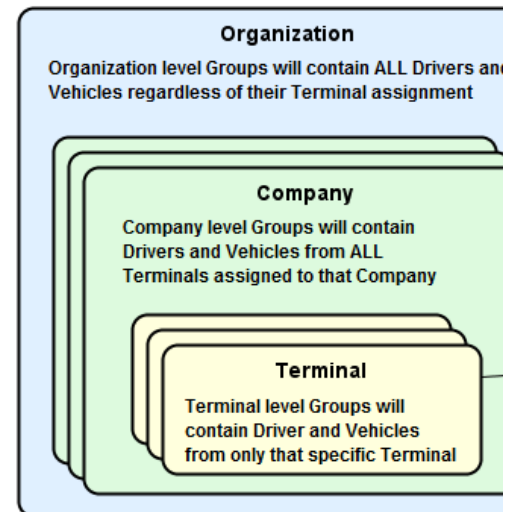 Organization
Organization level Groups will contain ALL Drivers and
Vehicles regardless of their Terminal assignment
Company
Company level Groups will contain
Drivers and Vehicles from ALL
Terminals assigned to that Company
Terminal
Terminal level Groups will
contain Driver and Vehicles
from only that specific Terminal